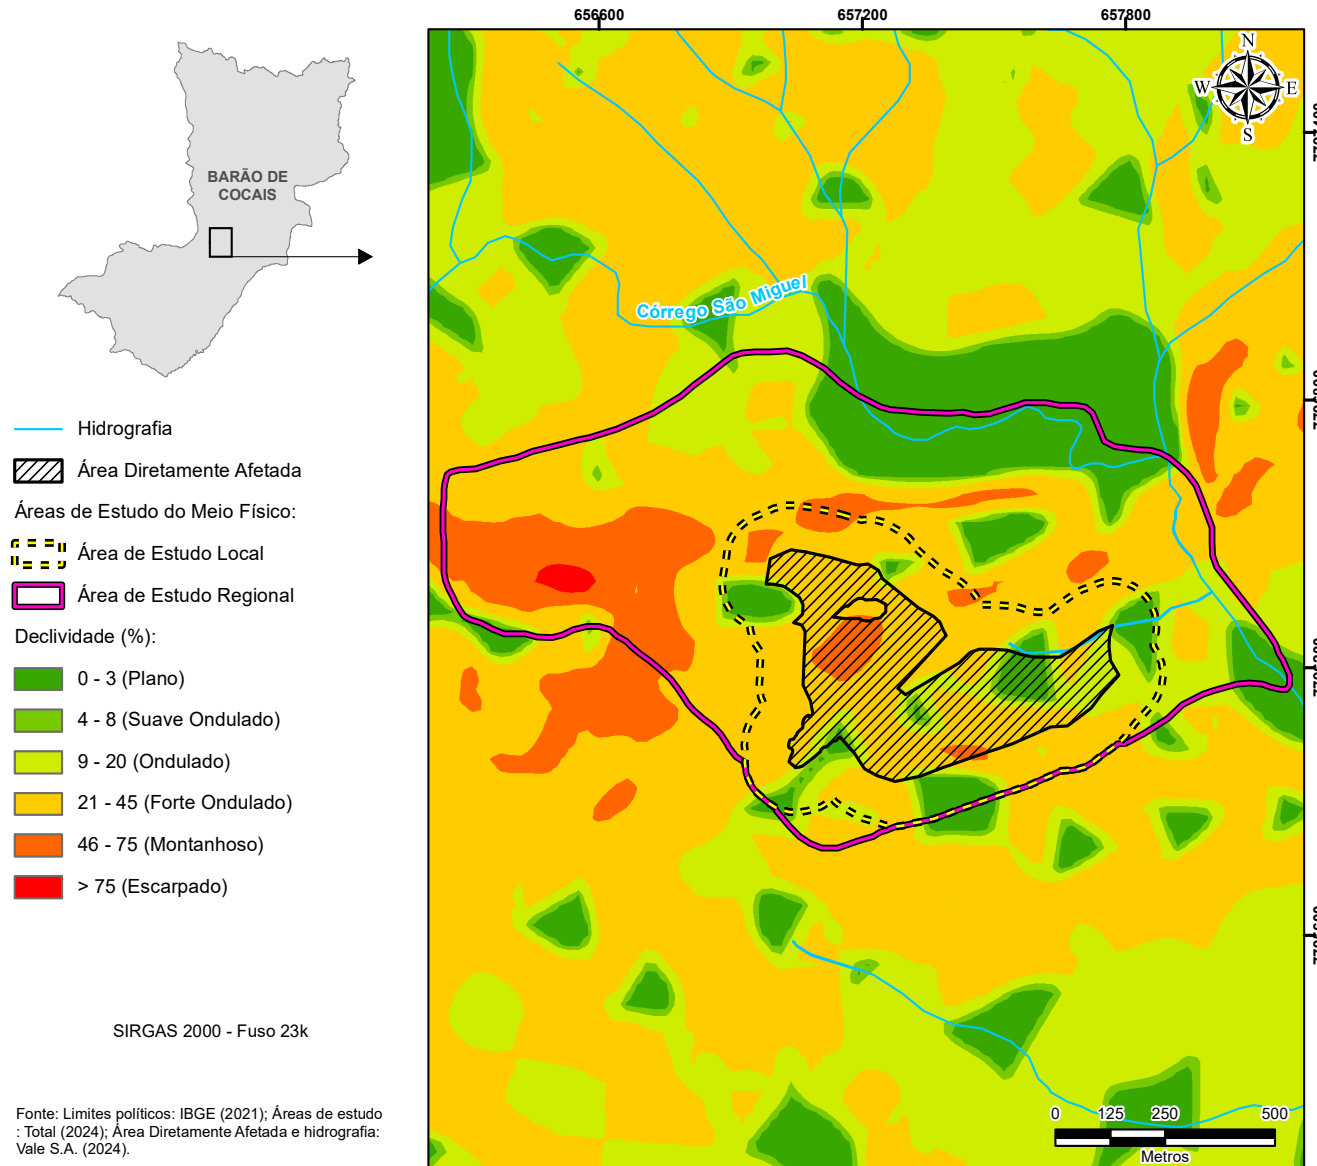 656600 657200 657800
N
W E
S
BARÃO DE
COCAIS
Córrego São Miguel
Hidrografia
Área Diretamente Afetada
Áreas de Estudo do Meio Físico:
Área de Estudo Local
Área de Estudo Regional
Declividade (%):
0 - 3 (Plano)
4 - 8 (Suave Ondulado)
9 - 20 (Ondulado)
21 - 45 (Forte Ondulado)
46 - 75 (Montanhoso)
> 75 (Escarpado)
SIRGAS 2000 - Fuso 23k
Fonte: Limites políticos: IBGE (2021); Áreas de estudo
: Total (2024); Área Diretamente Afetada e hidrografia:
Vale S.A. (2024).
0 125 250 500
Metros